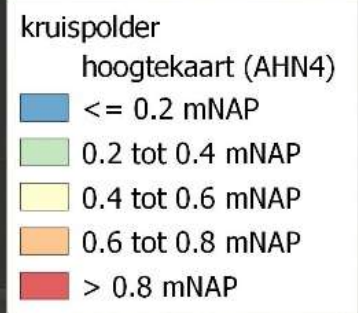 kruispolder
hoogtekaart (AHN4)
<= 0.2 mNAP
0.2 tot 0.4 mNAP
0.4 tot 0.6 mNAP
0.6 tot 0.8 mNAP
> 0.8 mNAP